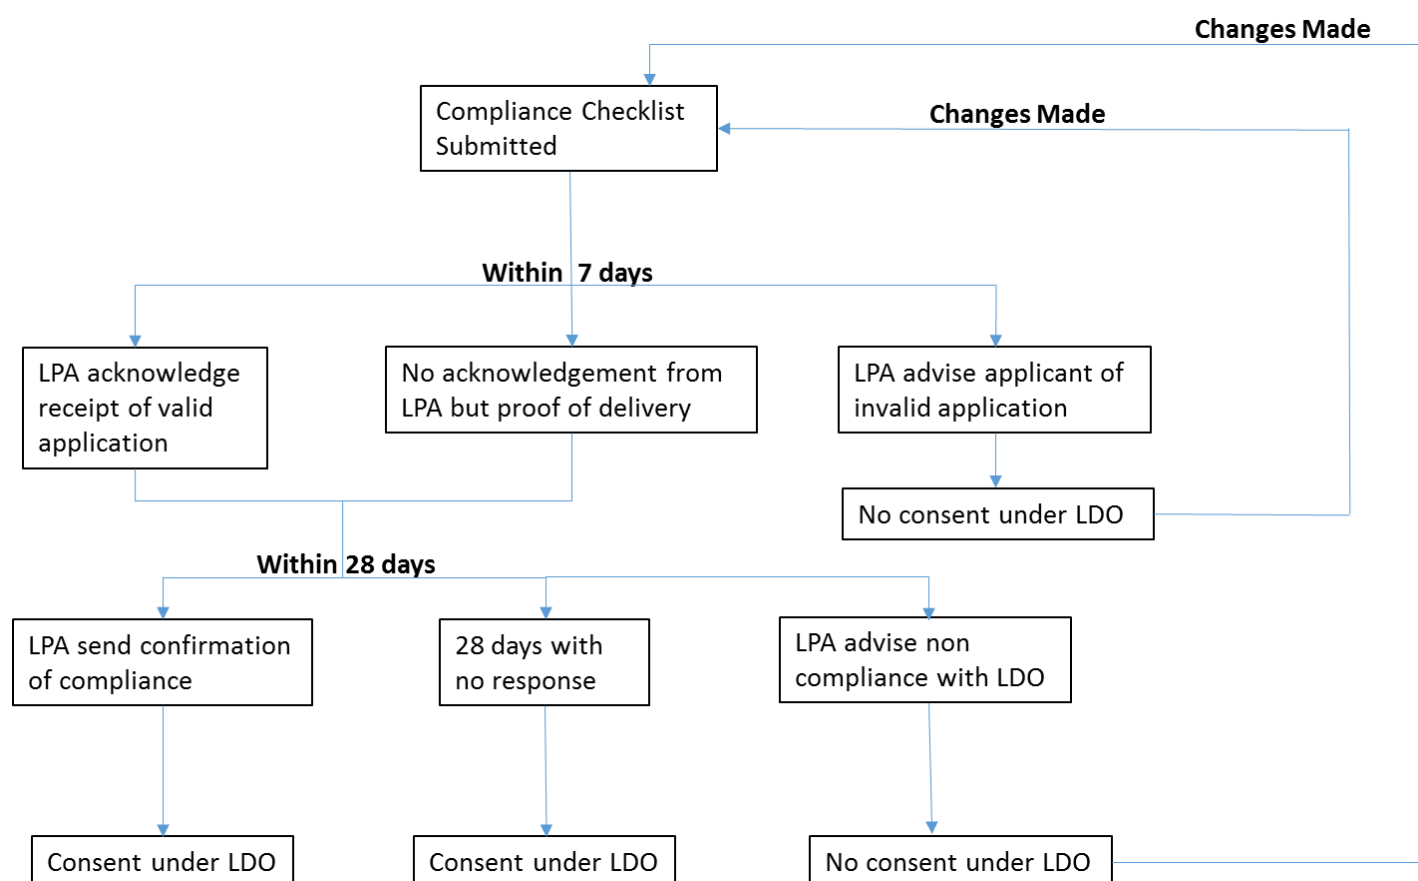 Changes Made
Compliance Checklist
Submitted
Changes Made
Within 7 days
LPA acknowledge
receipt of valid
application
No acknowledgement from
LPA but proof of delivery
LPA advise applicant of
invalid application
No consent under LDO
Within 28 days
LPA send confirmation
of compliance
28 days with
no response
LPA advise non
compliance with LDO
Consent under LDO
Consent under LDO
No consent under LDO